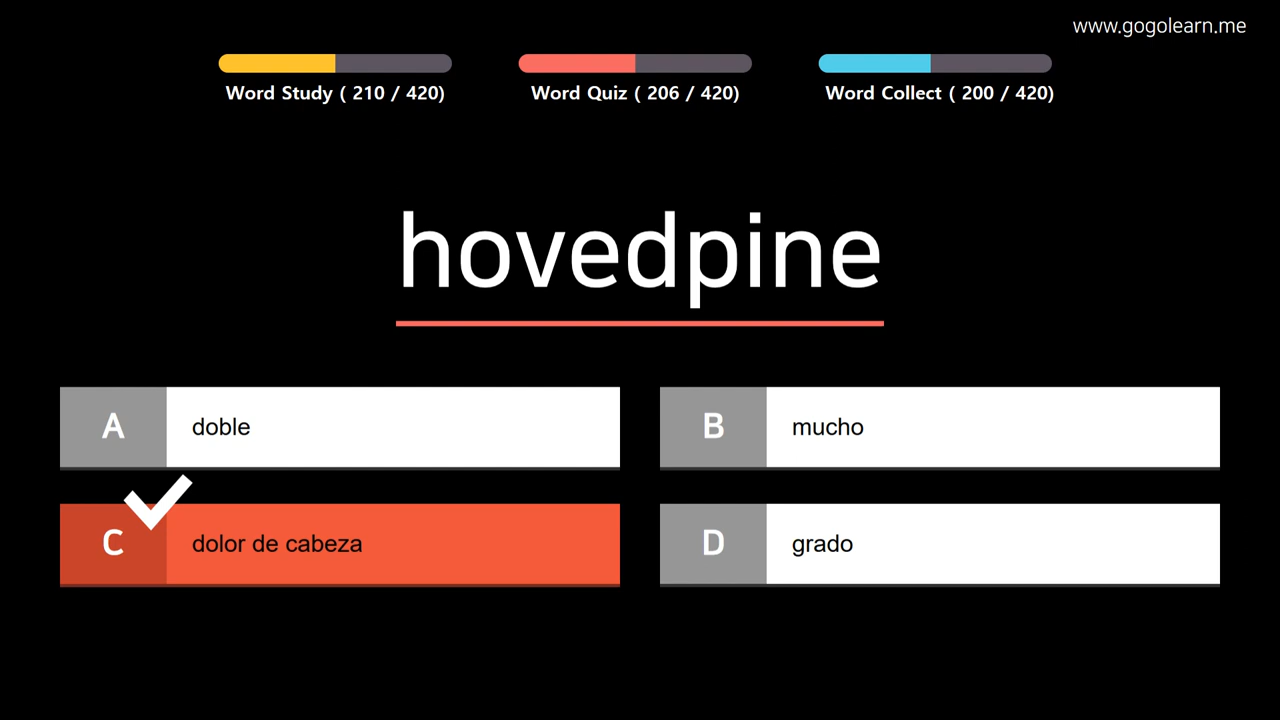 www.gogolearn.me
Word Study ( 210 / 420)
Word Quiz ( 206 / 420)
Word Collect ( 200 / 420)
hovedpine
A doble
B mucho
C dolor de cabeza
D grado